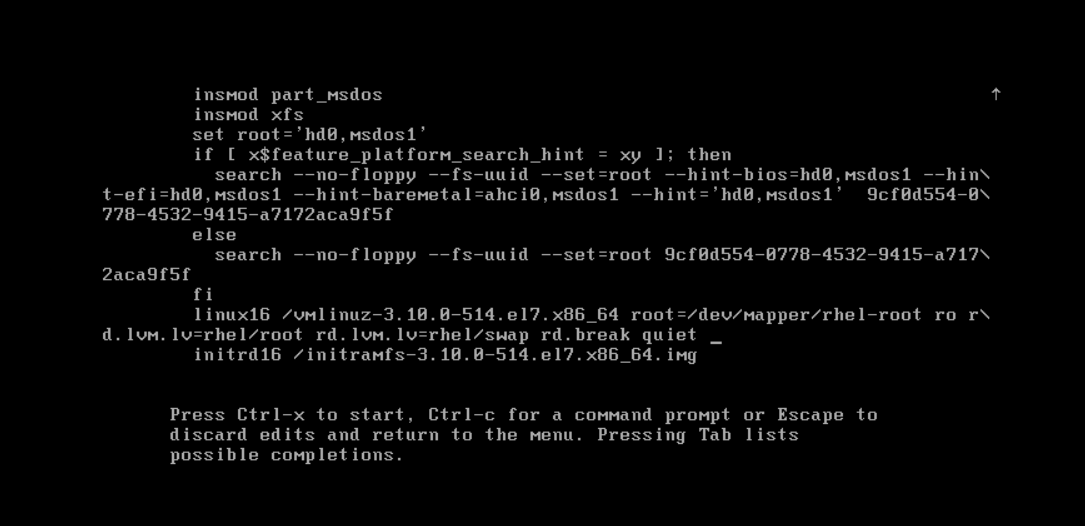 insmod part_msdos ↑
insmod xfs
set root='hd0,msdos1'
if [ x$feature_platform_search_hint = xy ]; then
search --no-floppy --fs-uuid --set=root --hint-bios=hd0,msdos1 --hin\
t-efi=hd0,msdos1 --hint-baremetal=ahci0,msdos1 --hint='hd0,msdos1'  9cf0d554-0\
778-4532-9415-a7172aca9f5f
else
search --no-floppy --fs-uuid --set=root 9cf0d554-0778-4532-9415-a717\
2aca9f5f
fi
linux16 /vmlinuz-3.10.0-514.el7.x86_64 root=/dev/mapper/rhel-root ro r\
d.lvm.lv=rhel/root rd.lvm.lv=rhel/swap rd.break quiet _
initrd16 /initramfs-3.10.0-514.el7.x86_64.img
Press Ctrl-x to start, Ctrl-c for a command prompt or Escape to
discard edits and return to the menu. Pressing Tab lists
possible completions.